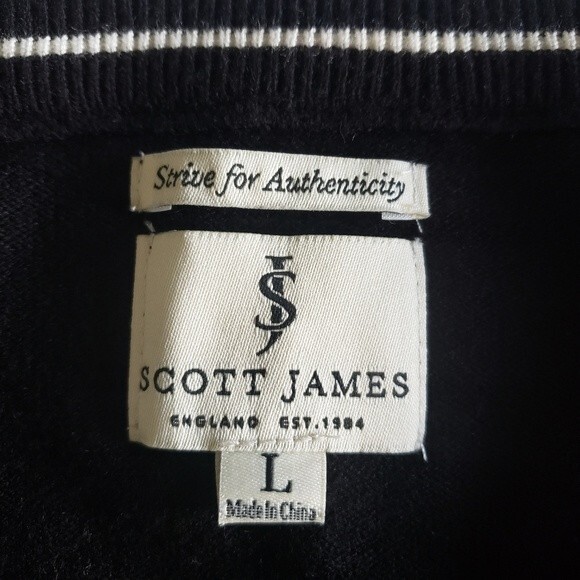 Strive for Authenticity
SJ
SCOTT JAMES
ENGLAND EST.1984
L
Made In China